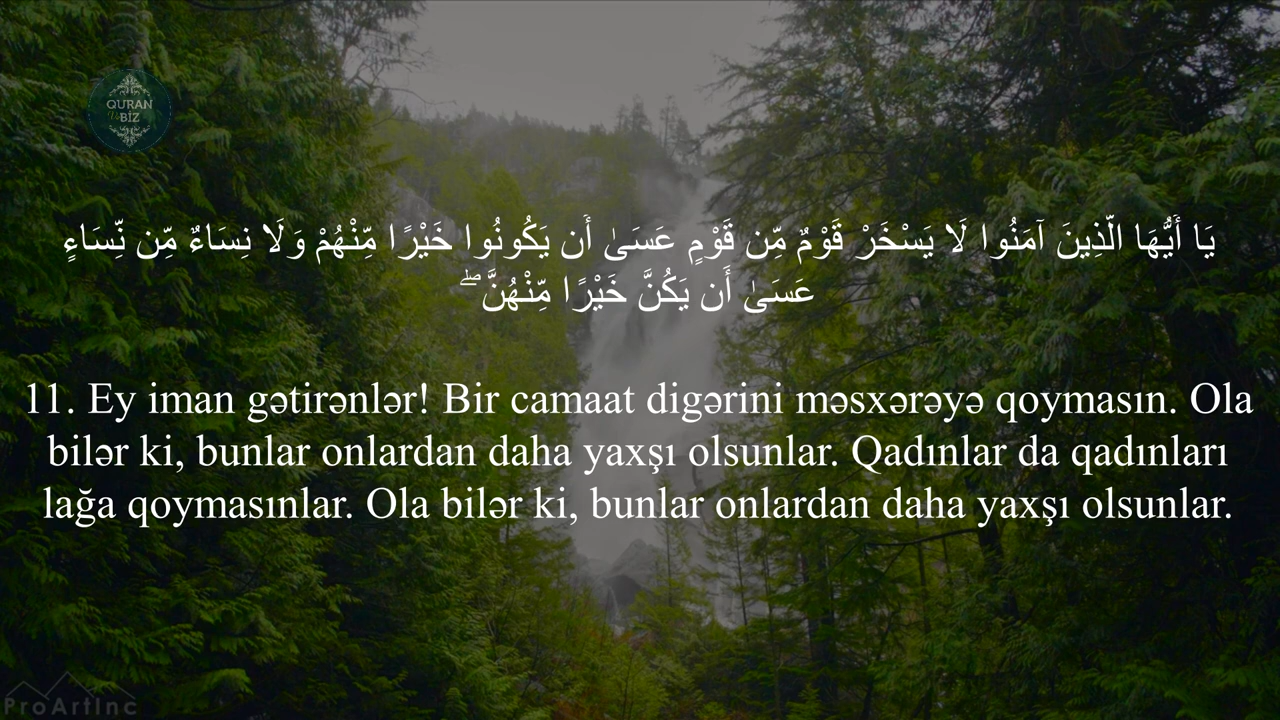 QURAN
Və
BİZ
يَا أَيُّهَا الَّذِينَ آمَنُوا لَا يَسْخَرْ قَوْمٌ مِّن قَوْمٍ عَسَىٰ أَن يَكُونُوا خَيْرًا مِّنْهُمْ وَلَا نِسَاءٌ مِّن نِّسَاءٍ
عَسَىٰ أَن يَكُنَّ خَيْرًا مِّنْهُنَّ ۖ
11. Ey iman gətirənlər! Bir camaat digərini məsxərəyə qoymasın. Ola
bilər ki, bunlar onlardan daha yaxşı olsunlar. Qadınlar da qadınları
lağa qoymasınlar. Ola bilər ki, bunlar onlardan daha yaxşı olsunlar.
ProArtInc